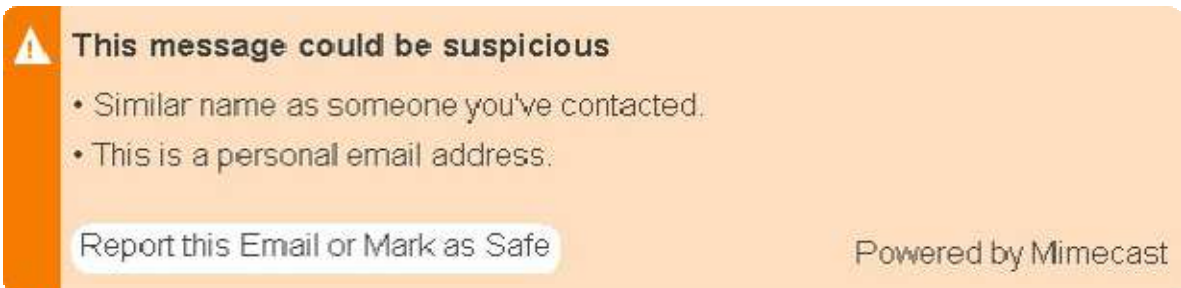 This message could be suspicious
• Similar name as someone you've contacted.
• This is a personal email address.
Report this Email or Mark as Safe
Powered by Mimecast